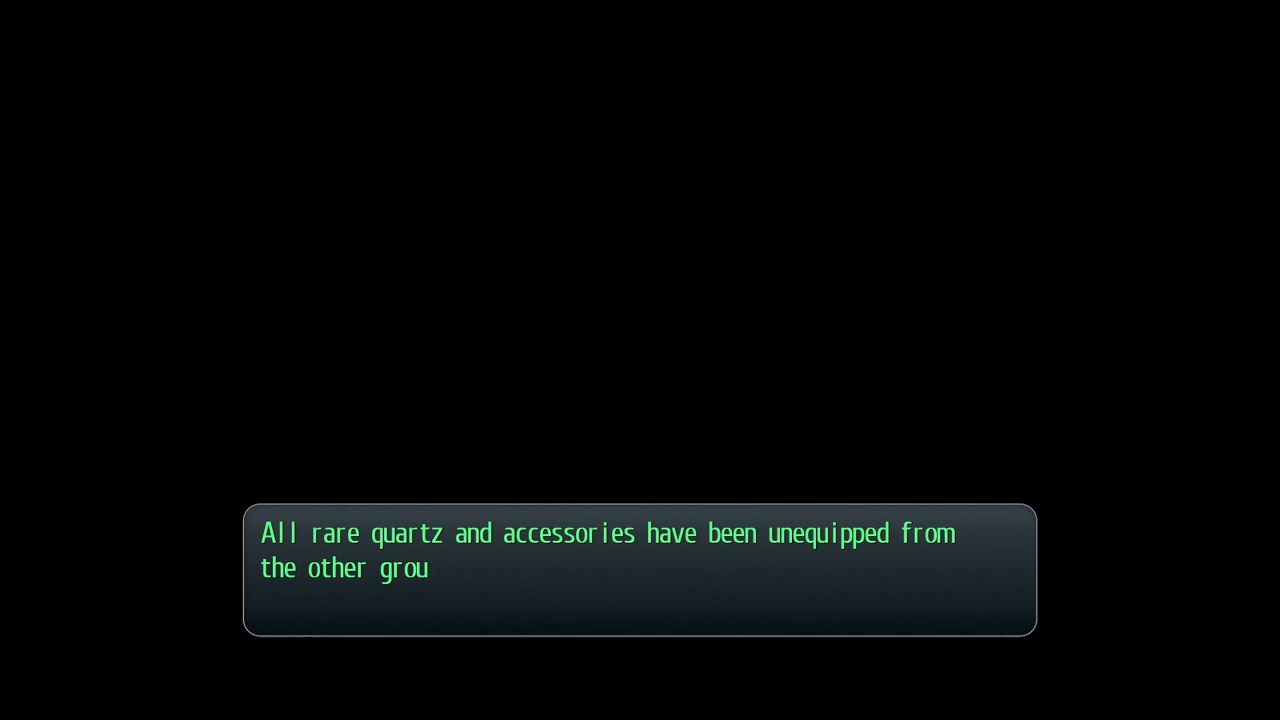 All rare quartz and accessories have been unequipped from
the other grou